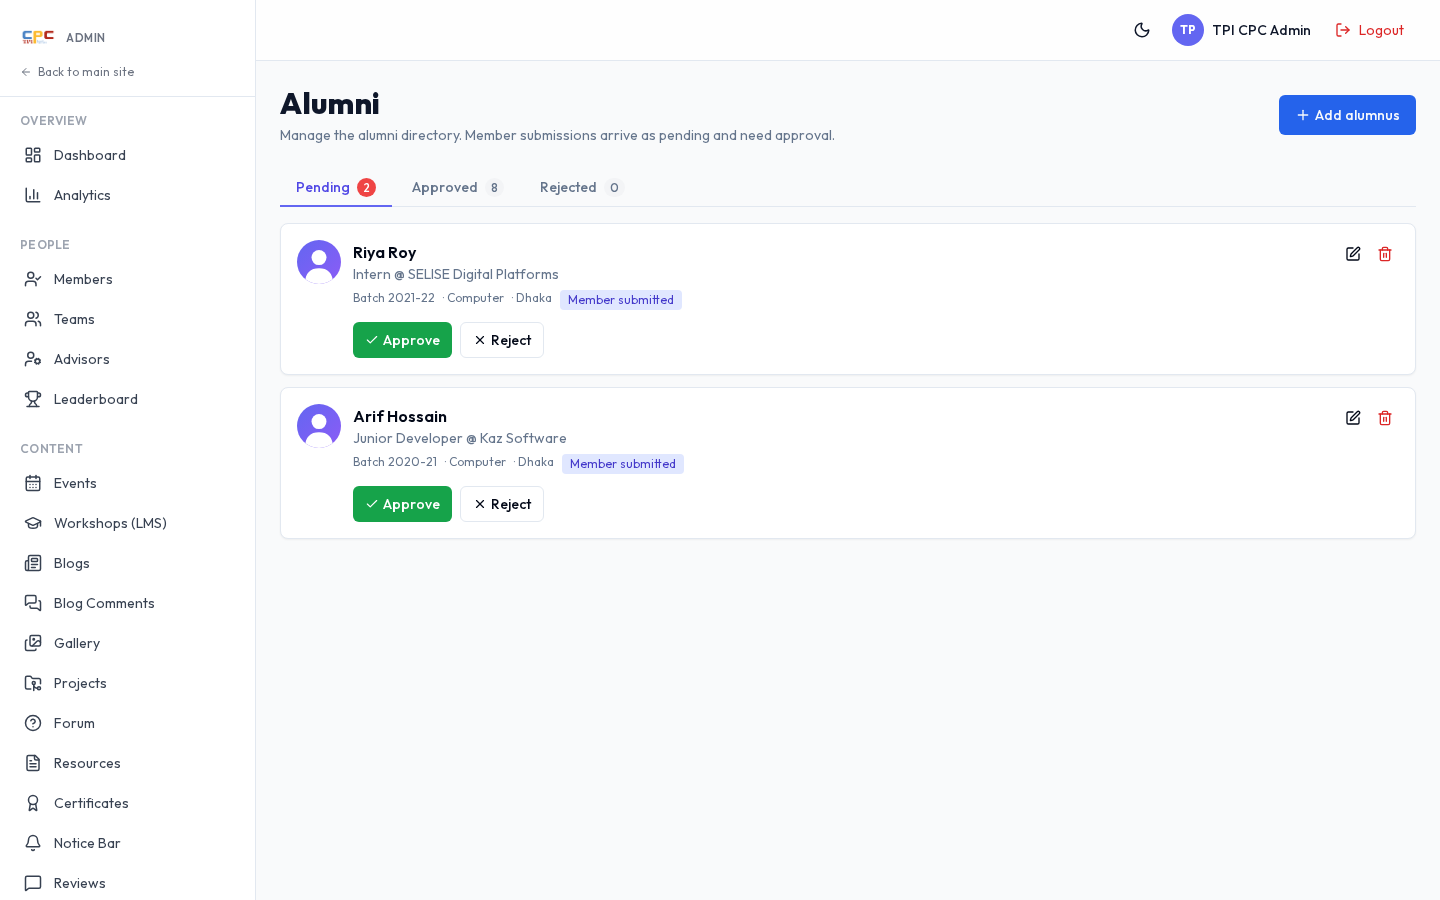 CPC ADMIN
Back to main site
OVERVIEW
Dashboard
Analytics
PEOPLE
Members
Teams
Advisors
Leaderboard
CONTENT
Events
Workshops (LMS)
Blogs
Blog Comments
Gallery
Projects
Forum
Resources
Certificates
Notice Bar
Reviews
TP TPI CPC Admin Logout
Alumni
Manage the alumni directory. Member submissions arrive as pending and need approval.
Add alumnus
Pending 2 Approved 8 Rejected 0
Riya Roy
Intern @ SELISE Digital Platforms
Batch 2021-22 · Computer · Dhaka Member submitted
Approve Reject
Arif Hossain
Junior Developer @ Kaz Software
Batch 2020-21 · Computer · Dhaka Member submitted
Approve Reject